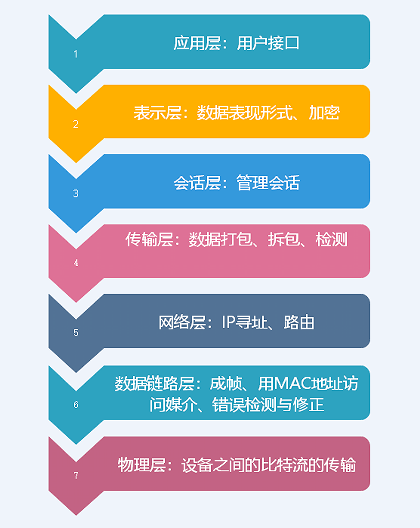 1
应用层：用户接口
2
表示层：数据表现形式、加密
3
会话层：管理会话
4
传输层：数据打包、拆包、检测
5
网络层：IP寻址、路由
6
数据链路层：成帧、用MAC地址访
问媒介、错误检测与修正
7
物理层：设备之间的比特流的传输